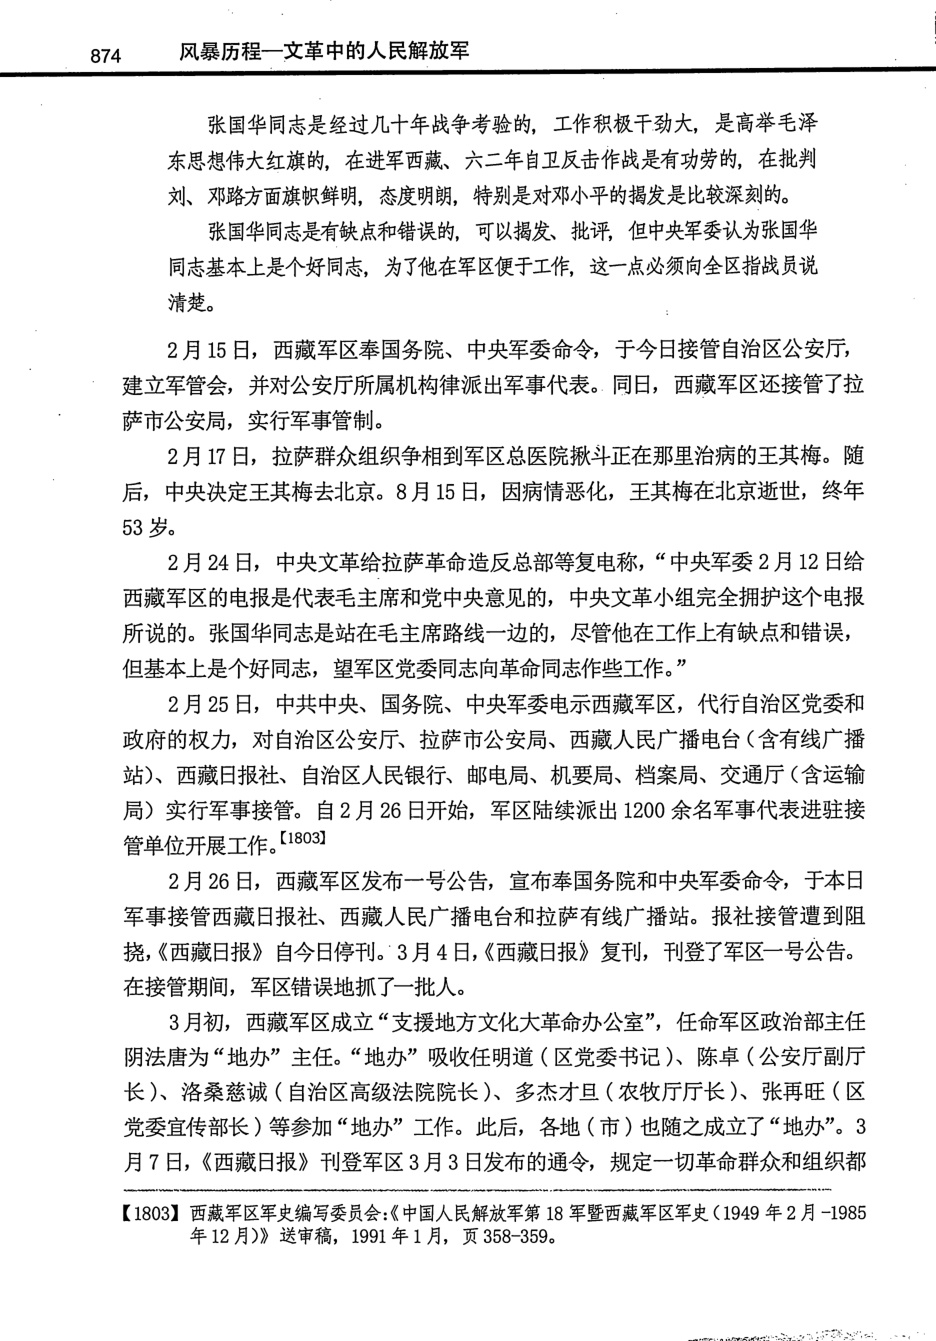 874 风暴历程—文革中的人民解放军
张国华同志是经过几十年战争考验的，工作积极干劲大，是高举毛泽
东思想伟大红旗的，在进军西藏、六二年自卫反击作战是有功劳的，在批判
刘、邓路方面旗帜鲜明，态度明朗，特别是对邓小平的揭发是比较深刻的。
张国华同志是有缺点和错误的，可以揭发、批评，但中央军委认为张国华
同志基本上是个好同志，为了他在军区便于工作，这一点必须向全区指战员说
清楚。
2月15日，西藏军区奉国务院、中央军委命令，于今日接管自治区公安厅，
建立军管会，并对公安厅所属机构律派出军事代表。同日，西藏军区还接管了拉
萨市公安局，实行军事管制。
2月17日，拉萨群众组织争相到军区总医院揪斗正在那里治病的王其梅。随
后，中央决定王其梅去北京。8月15日，因病情恶化，王其梅在北京逝世，终年
53岁。
2月24日，中央文革给拉萨革命造反总部等复电称，“中央军委2月12日给
西藏军区的电报是代表毛主席和党中央意见的，中央文革小组完全拥护这个电报
所说的。张国华同志是站在毛主席路线一边的，尽管他在工作上有缺点和错误，
但基本上是个好同志，望军区党委同志向革命同志作些工作。”
2月25日，中共中央、国务院、中央军委电示西藏军区，代行自治区党委和
政府的权力，对自治区公安厅、拉萨市公安局、西藏人民广播电台（含有线广播
站）、西藏日报社、自治区人民银行、邮电局、机要局、档案局、交通厅（含运输
局）实行军事接管。自2月26日开始，军区陆续派出1200余名军事代表进驻接
管单位开展工作。【1803】
2月26日，西藏军区发布一号公告，宣布奉国务院和中央军委命令，于本日
军事接管西藏日报社、西藏人民广播电台和拉萨有线广播站。报社接管遭到阻
挠，《西藏日报》自今日停刊。3月4日，《西藏日报》复刊，刊登了军区一号公告。
在接管期间，军区错误地抓了一批人。
3月初，西藏军区成立“支援地方文化大革命办公室”，任命军区政治部主任
阴法唐为“地办”主任。“地办”吸收任明道（区党委书记）、陈卓（公安厅副厅
长）、洛桑慈诚（自治区高级法院院长）、多杰才旦（农牧厅厅长）、张再旺（区
党委宣传部长）等参加“地办”工作。此后，各地（市）也随之成立了“地办”。3
月7日，《西藏日报》刊登军区3月3日发布的通令，规定一切革命群众和组织都
【1803】西藏军区军史编写委员会：《中国人民解放军第18军暨西藏军区军史（1949年2月-1985
年12月）》送审稿，1991年1月，页358-359。